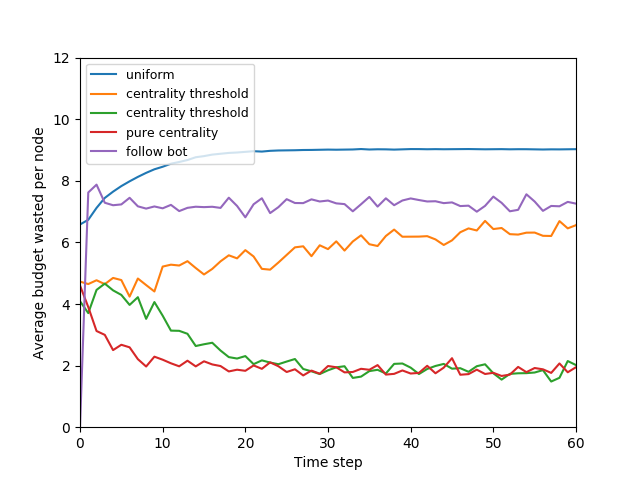 12
10
8
6
4
2
0
Average budget wasted per node
uniform
centrality threshold
centrality threshold
pure centrality
follow bot
0 10 20 30 40 50 60
Time step